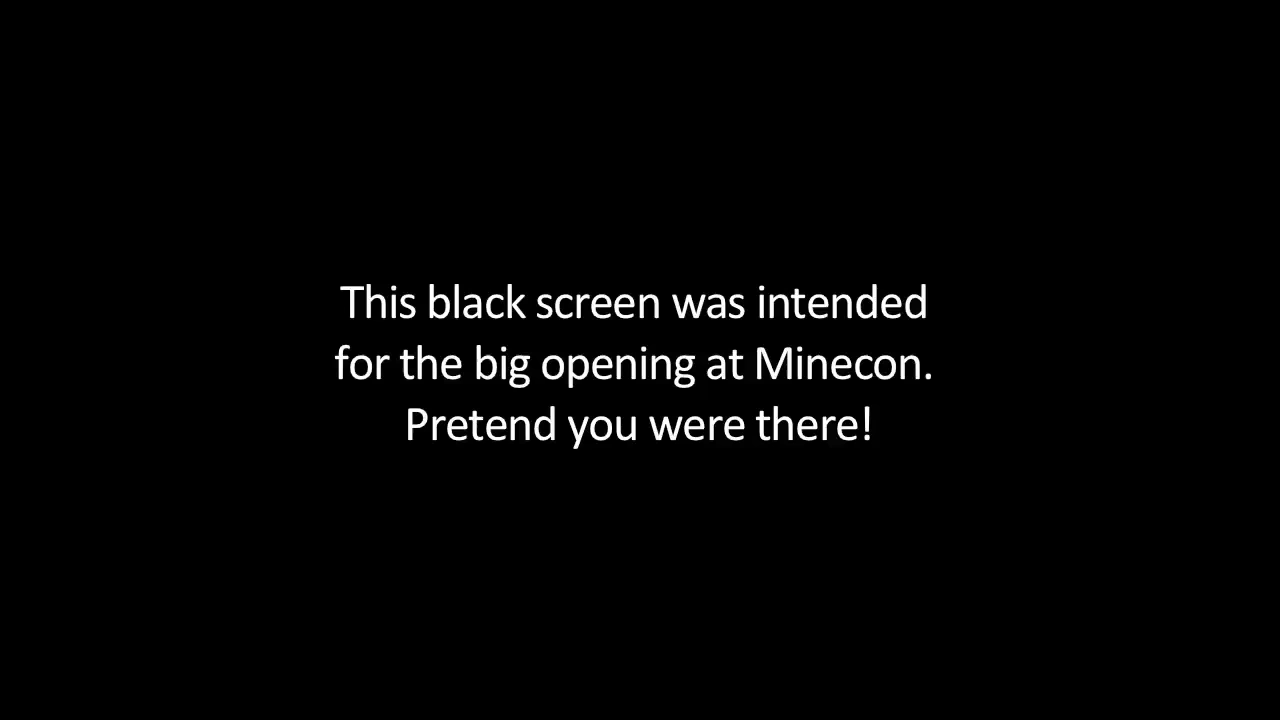 This black screen was intended
for the big opening at Minecon.
Pretend you were there!